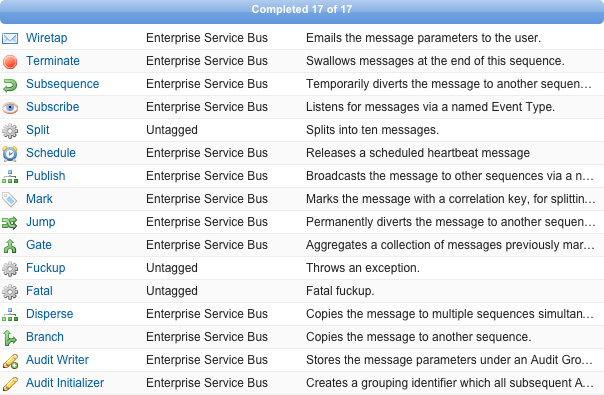 Completed 17 of 17
Wiretap Enterprise Service Bus Emails the message parameters to the user.
Terminate Enterprise Service Bus Swallows messages at the end of this sequence.
Subsequence Enterprise Service Bus Temporarily diverts the message to another sequen...
Subscribe Enterprise Service Bus Listens for messages via a named Event Type.
Split Untagged Splits into ten messages.
Schedule Enterprise Service Bus Releases a scheduled heartbeat message
Publish Enterprise Service Bus Broadcasts the message to other sequences via a n...
Mark Enterprise Service Bus Marks the message with a correlation key, for splittin...
Jump Enterprise Service Bus Permanently diverts the message to another sequen...
Gate Enterprise Service Bus Aggregates a collection of messages previously mar...
Fuckup Untagged Throws an exception.
Fatal Untagged Fatal fuckup.
Disperse Enterprise Service Bus Copies the message to multiple sequences simultan...
Branch Enterprise Service Bus Copies the message to another sequence.
Audit Writer Enterprise Service Bus Stores the message parameters under an Audit Gro...
Audit Initializer Enterprise Service Bus Creates a grouping identifier which all subsequent A...